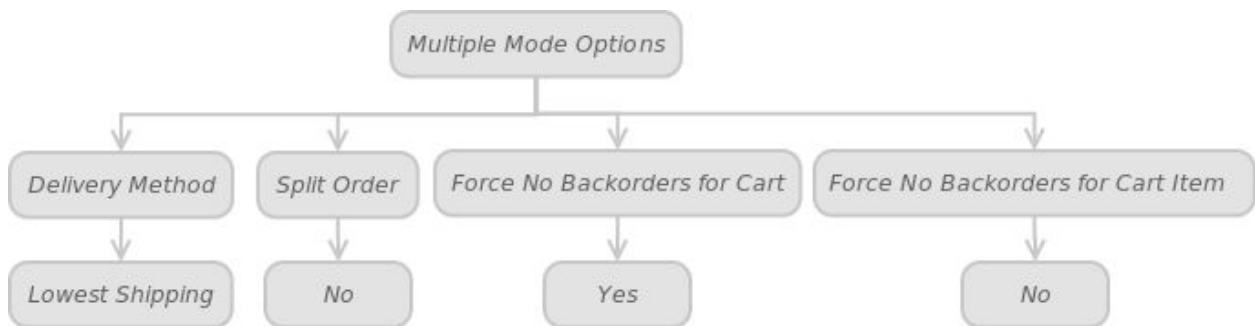 Multiple Mode Options
Delivery Method
Split Order
Force No Backorders for Cart
Force No Backorders for Cart Item
Lowest Shipping
No
Yes
No